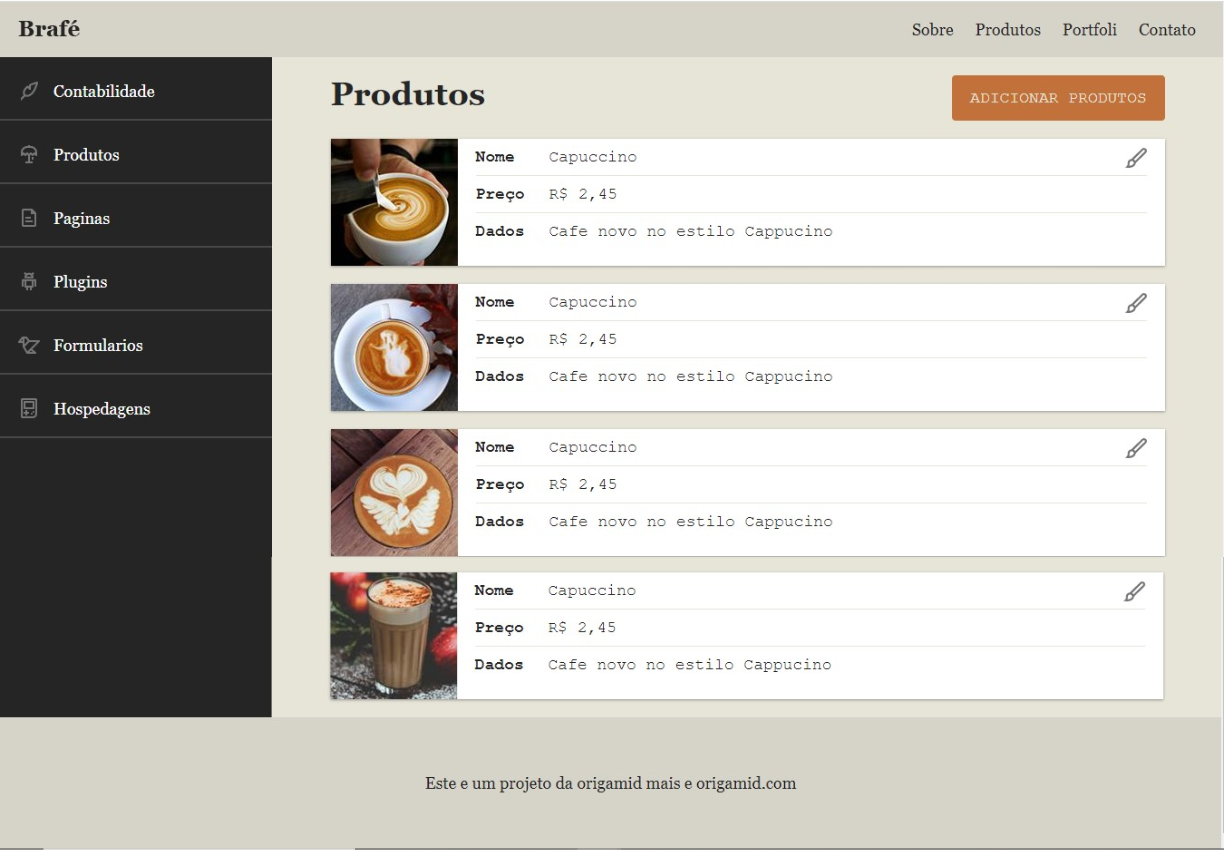 Brafé
Sobre Produtos Portfoli Contato
Contabilidade
Produtos
Paginas
Plugins
Formularios
Hospedagens
Produtos
ADICIONAR PRODUTOS
Nome Capuccino
Preço R$ 2,45
Dados Cafe novo no estilo Cappucino
Nome Capuccino
Preço R$ 2,45
Dados Cafe novo no estilo Cappucino
Nome Capuccino
Preço R$ 2,45
Dados Cafe novo no estilo Cappucino
Nome Capuccino
Preço R$ 2,45
Dados Cafe novo no estilo Cappucino
Este e um projeto da origamid mais e origamid.com